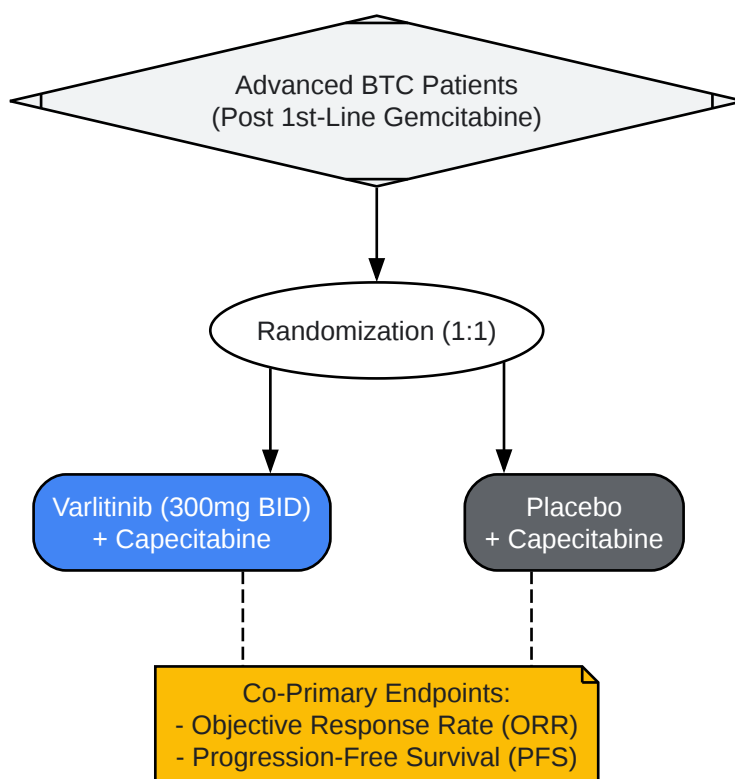 Advanced BTC Patients
(Post 1st-Line Gemcitabine)
Randomization (1:1)
Varlitinib (300mg BID)
+ Capecitabine
Placebo
+ Capecitabine
Co-Primary Endpoints:
- Objective Response Rate (ORR)
- Progression-Free Survival (PFS)